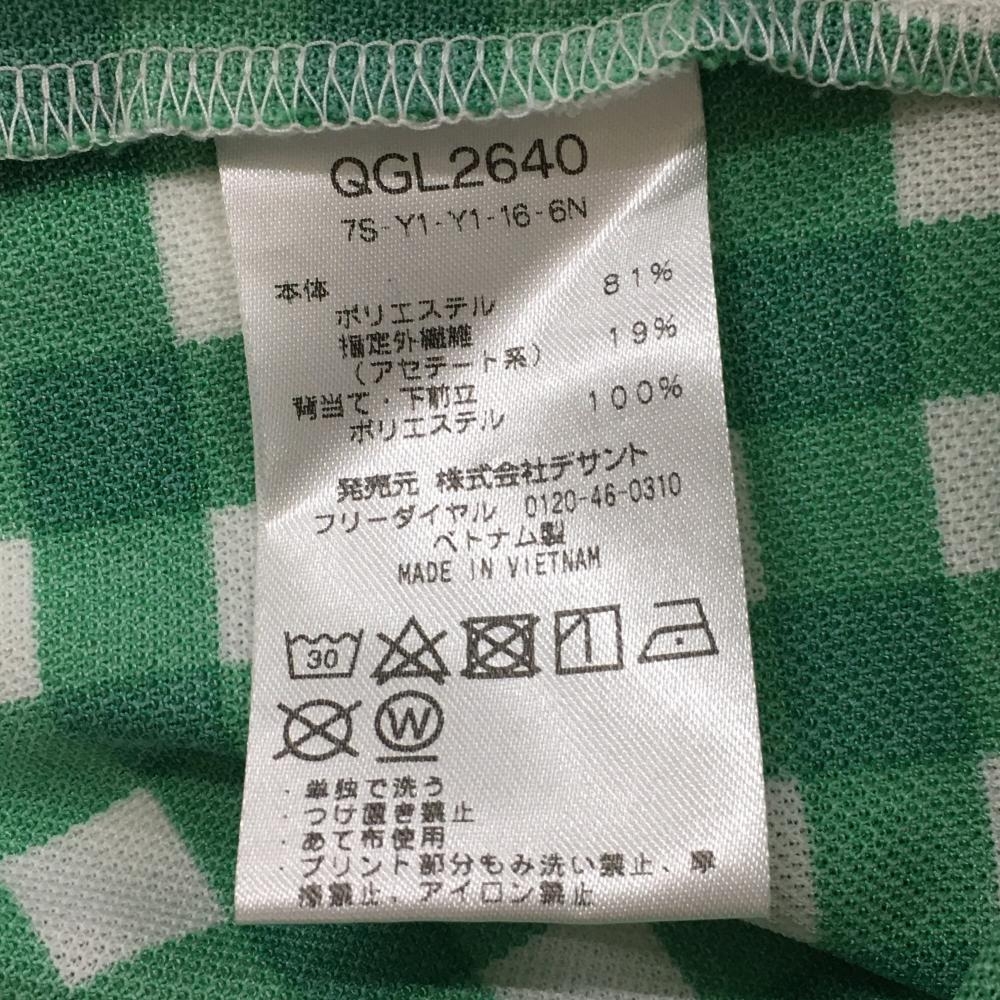 QGL2640
7S-Y1-Y1-16-6N
本体
ポリエステル 81%
指定外繊維 19%
(アセテート系)
背当て・下前立
ポリエステル 100%
発売元 株式会社デサント
フリーダイヤル 0120-46-0310
ベトナム製
MADE IN VIETNAM
30
W
・単独で洗う
・つけ置き禁止
・あて布使用
・プリント部分もみ洗い禁止、摩
擦禁止、アイロン禁止